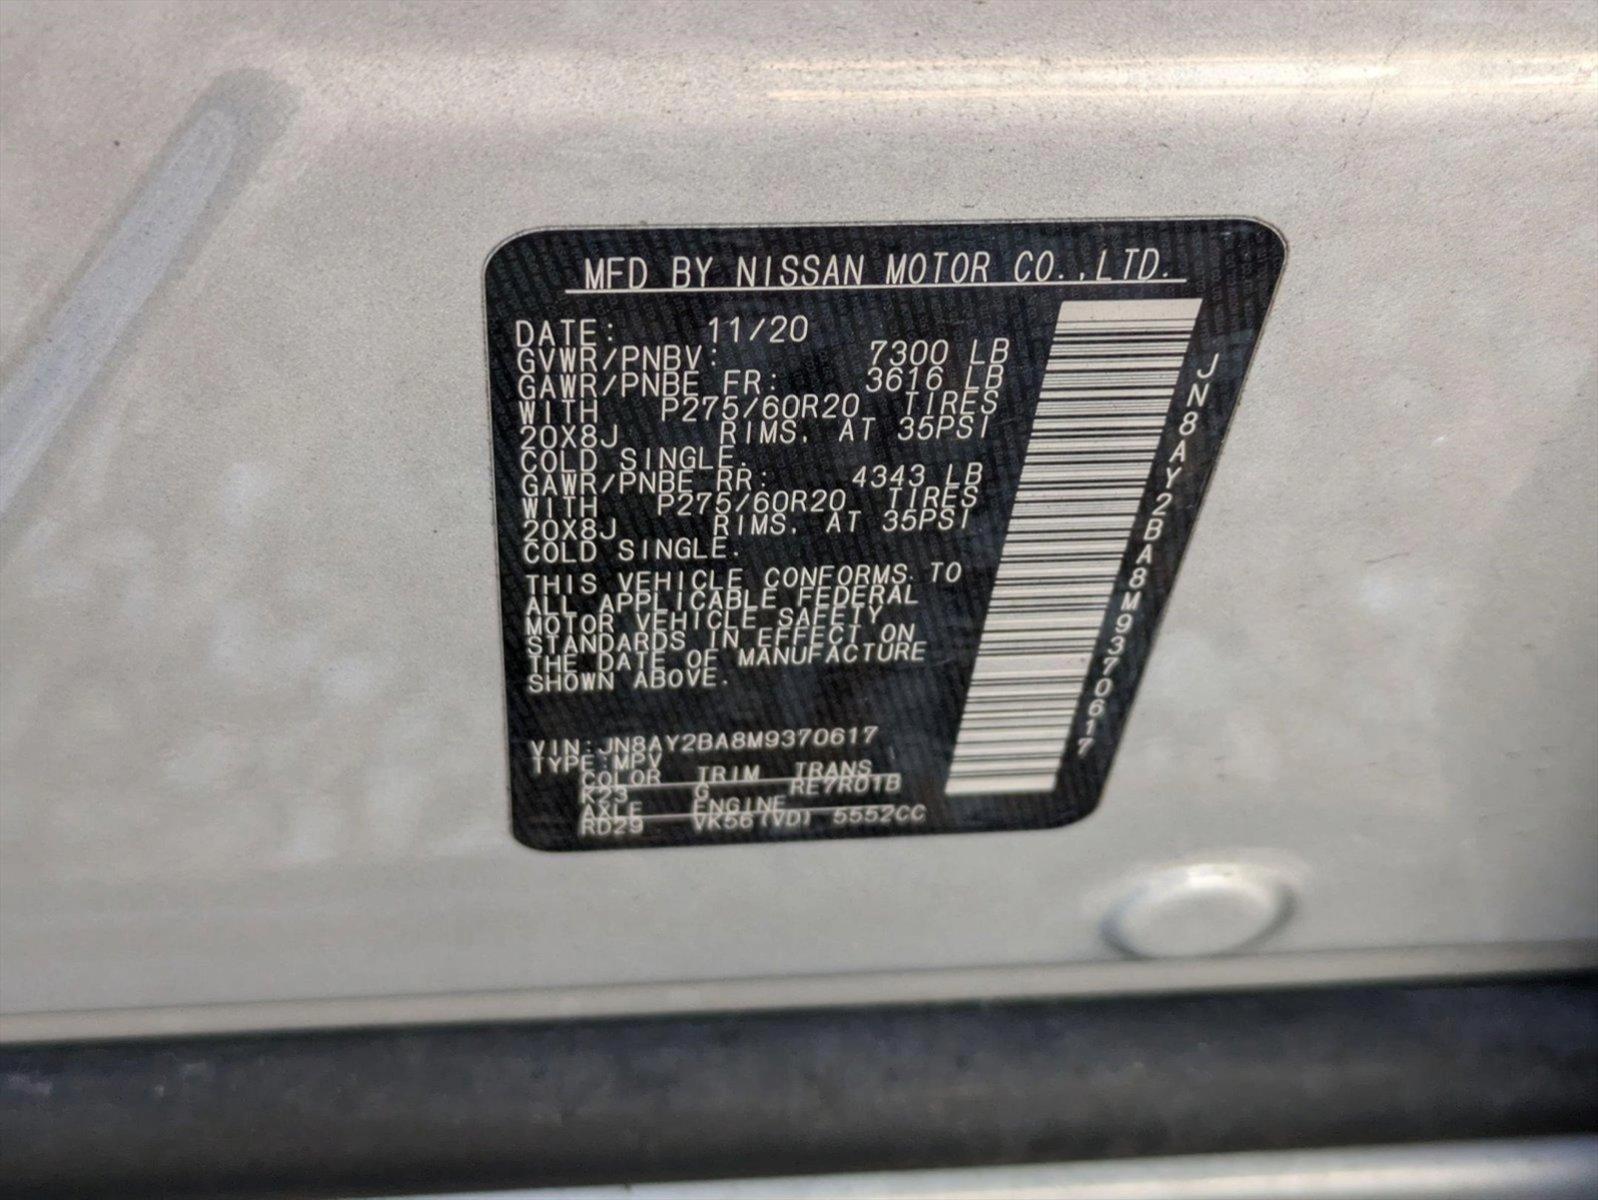 MFD BY NISSAN MOTOR CO.,LTD.
DATE: 11/20
GVWR/PNBV: 7300 LB
GAWR/PNBE FR: 3616 LB
WITH P275/60R20 TIRES
20X8J RIMS, AT 35PSI
COLD SINGLE.
GAWR/PNBE RR: 4343 LB
WITH P275/60R20 TIRES
20X8J RIMS, AT 35PSI
COLD SINGLE.
THIS VEHICLE CONFORMS TO
ALL APPLICABLE FEDERAL
MOTOR VEHICLE SAFETY
STANDARDS IN EFFECT ON
THE DATE OF MANUFACTURE
SHOWN ABOVE.
VIN:JN8AY2BA8M9370617
TYPE:MPV
COLOR TRIM TRANS
K23 G RE7R01B
AXLE ENGINE
RD29 VK56(VD) 5552CC
JN8AY2BA8M9370617